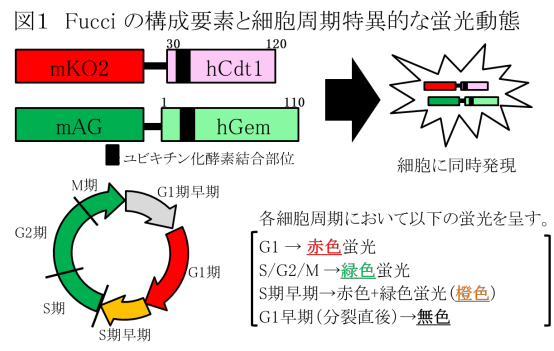 図1 Fucci の構成要素と細胞周期特異的な蛍光動態
30 120
mKO2 hCdt1
1 110
mAG hGem
ユビキチン化酵素結合部位
細胞に同時発現
M期
G1期早期
G2期
G1期
S期
S期早期
各細胞周期において以下の蛍光を呈す。
G1 → 赤色蛍光
S/G2/M →緑色蛍光
S期早期→赤色+緑色蛍光(橙色)
G1早期(分裂直後)→無色